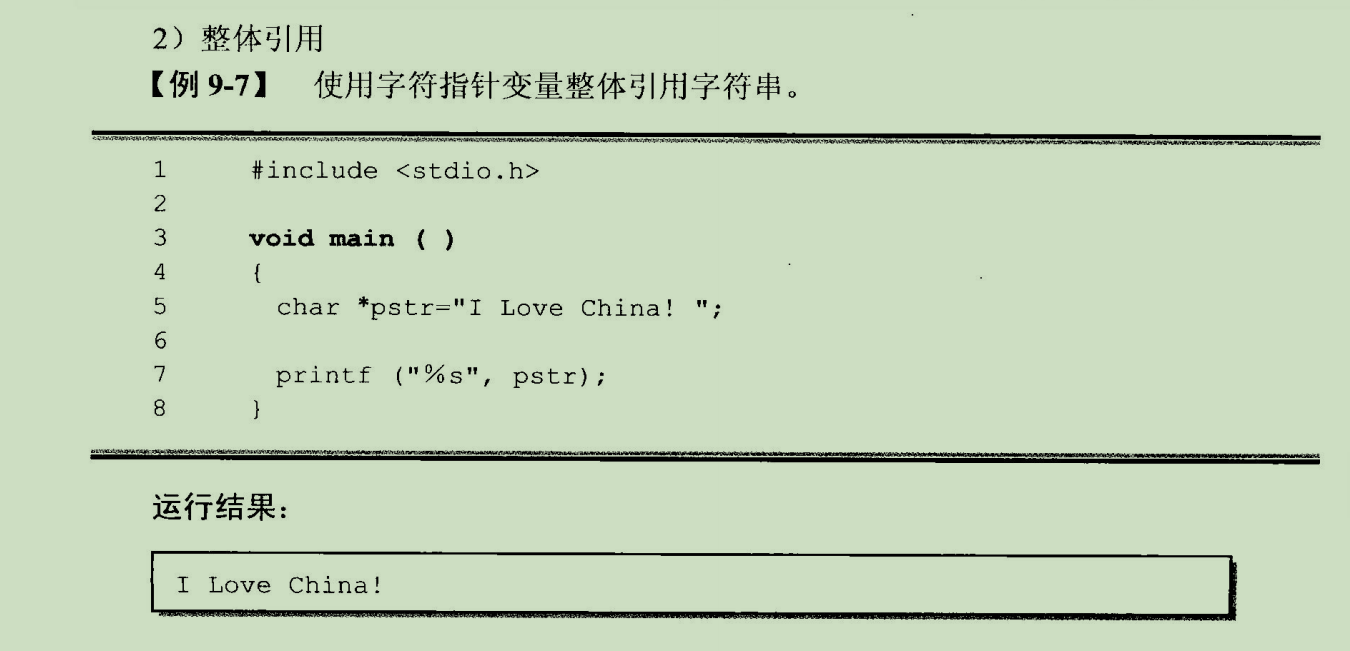 2）整体引用
【例 9-7】 使用字符指针变量整体引用字符串。
1 #include <stdio.h>
2
3 void main ( )
4 {
5 char *pstr="I Love China! ";
6
7 printf ("%s", pstr);
8 }
运行结果：
I Love China!